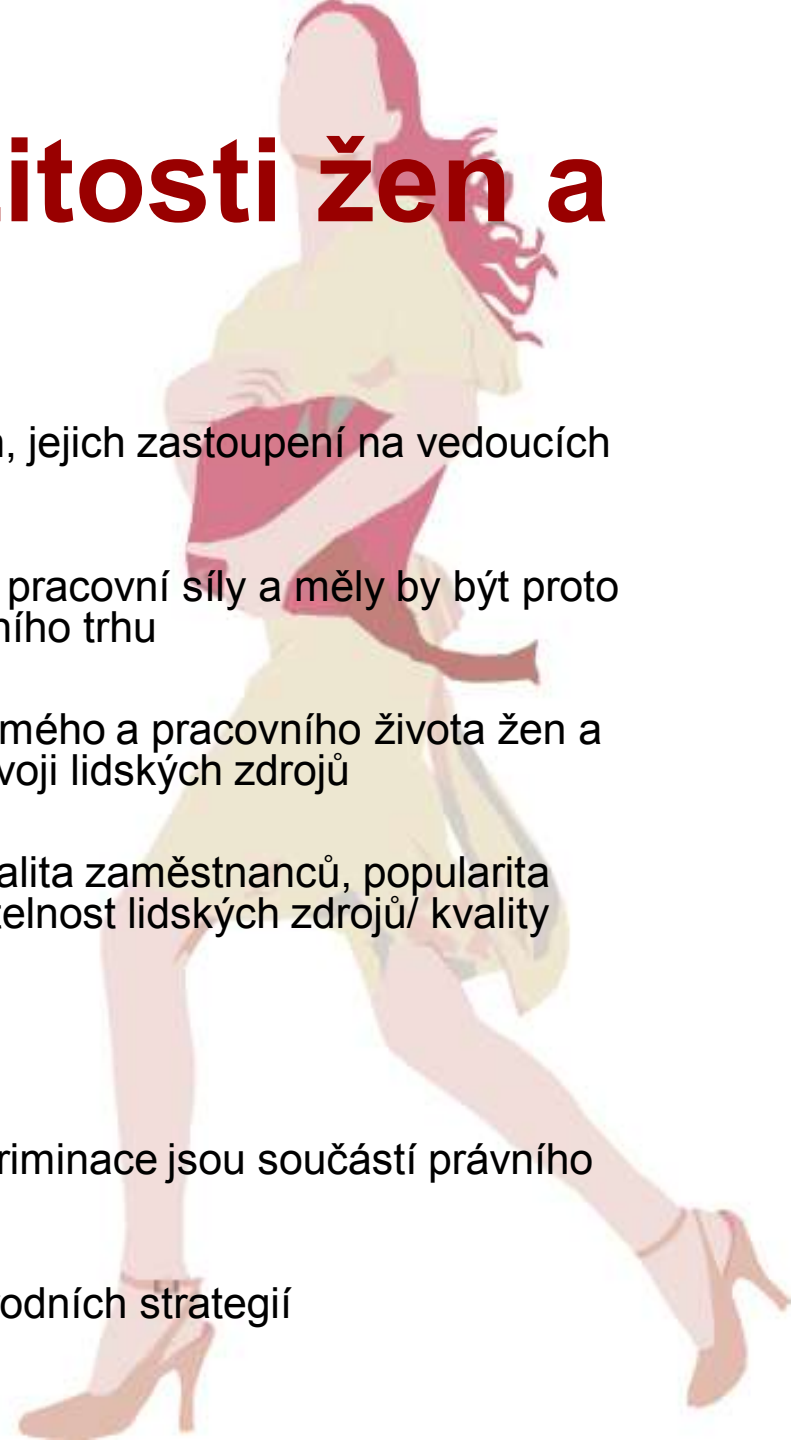 itosti žen a
, jejich zastoupení na vedoucích
pracovní síly a měly by být proto
ního trhu
mého a pracovního života žen a
voji lidských zdrojů
alita zaměstnanců, popularita
telnost lidských zdrojů/ kvality
riminace jsou součástí právního
odních strategií